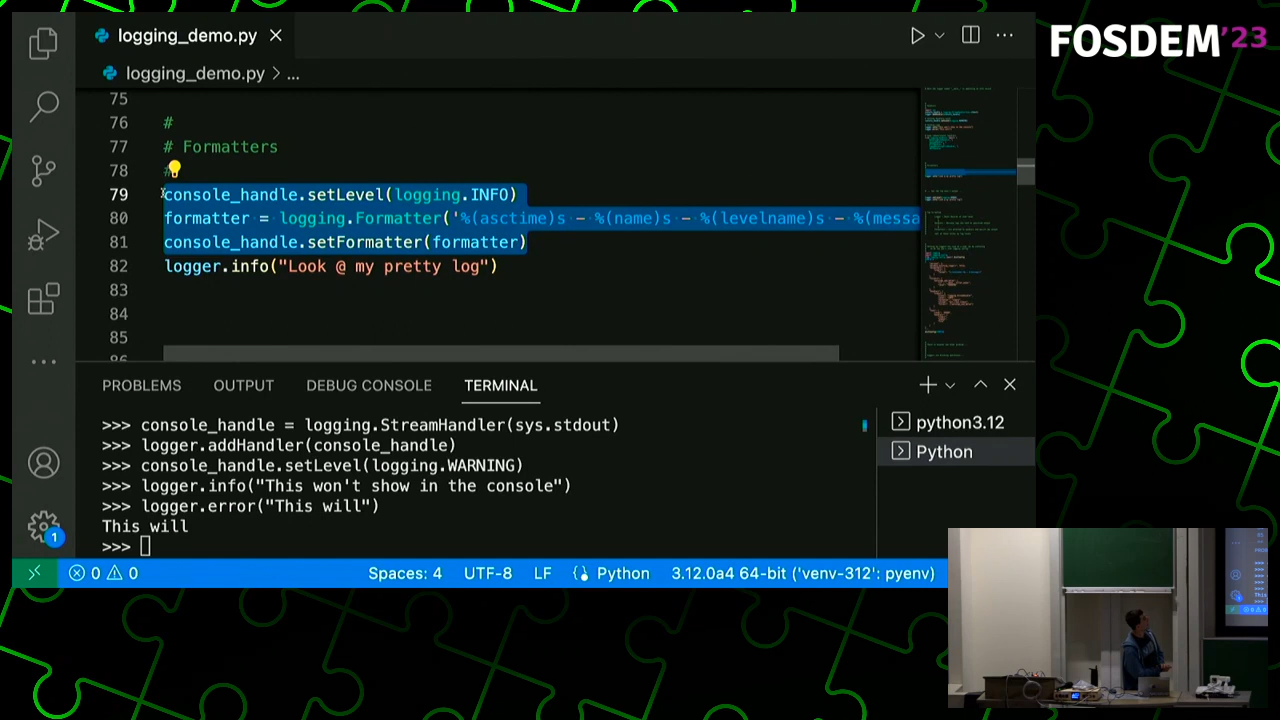 logging_demo.py
FOSDEM'23
logging_demo.py > ...
75
76 #
77 # Formatters
78 #
79 console_handle.setLevel(logging.INFO)
80 formatter = logging.Formatter('%(asctime)s - %(name)s - %(levelname)s - %(messa
81 console_handle.setFormatter(formatter)
82 logger.info("Look @ my pretty log")
83
84
85
86
PROBLEMS OUTPUT DEBUG CONSOLE TERMINAL
>>> console_handle = logging.StreamHandler(sys.stdout)
>>> logger.addHandler(console_handle)
>>> console_handle.setLevel(logging.WARNING)
>>> logger.info("This won't show in the console")
>>> logger.error("This will")
This will
>>>
python3.12
Python
1
0 0
Spaces: 4 UTF-8 LF Python 3.12.0a4 64-bit ('venv-312': pyenv)